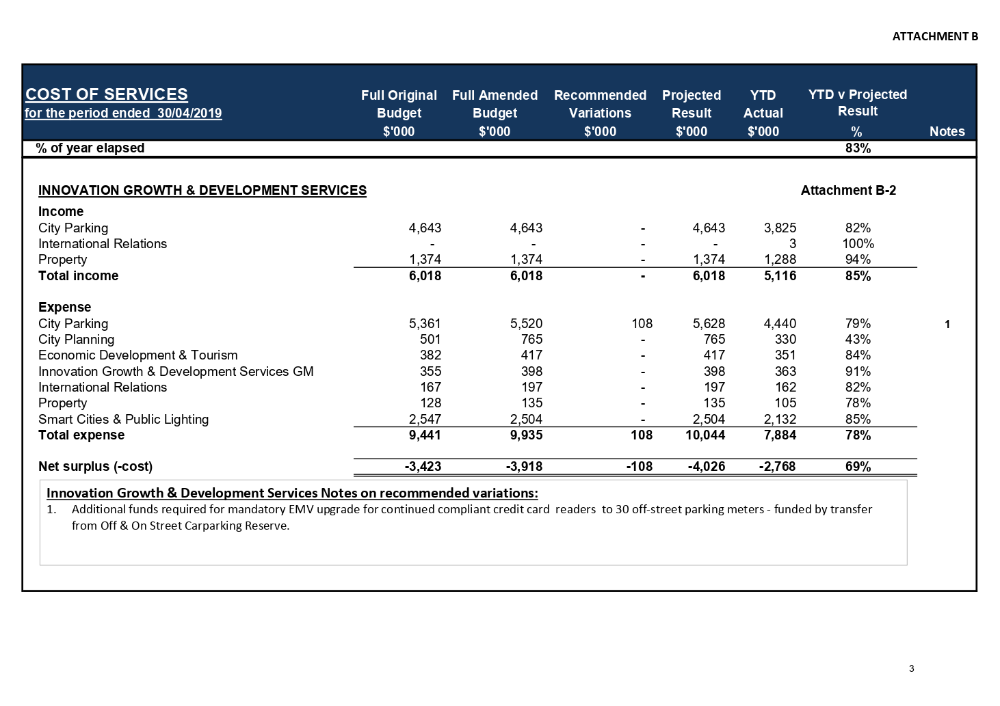 ATTACHMENT B
COST OF SERVICES
for the period ended 30/04/2019
Full Original Budget $'000 Full Amended Budget $'000 Recommended Variations $'000 Projected Result $'000 YTD Actual $'000 YTD v Projected Result % Notes
% of year elapsed 83%
INNOVATION GROWTH & DEVELOPMENT SERVICES Attachment B-2
Income
City Parking 4,643 4,643 - 4,643 3,825 82%
International Relations - - - - 3 100%
Property 1,374 1,374 - 1,374 1,288 94%
Total income 6,018 6,018 - 6,018 5,116 85%
Expense
City Parking 5,361 5,520 108 5,628 4,440 79% 1
City Planning 501 765 - 765 330 43%
Economic Development & Tourism 382 417 - 417 351 84%
Innovation Growth & Development Services GM 355 398 - 398 363 91%
International Relations 167 197 - 197 162 82%
Property 128 135 - 135 105 78%
Smart Cities & Public Lighting 2,547 2,504 - 2,504 2,132 85%
Total expense 9,441 9,935 108 10,044 7,884 78%
Net surplus (-cost) -3,423 -3,918 -108 -4,026 -2,768 69%
Innovation Growth & Development Services Notes on recommended variations:
1. Additional funds required for mandatory EMV upgrade for continued compliant credit card readers to 30 off-street parking meters - funded by transfer
from Off & On Street Carparking Reserve.
3